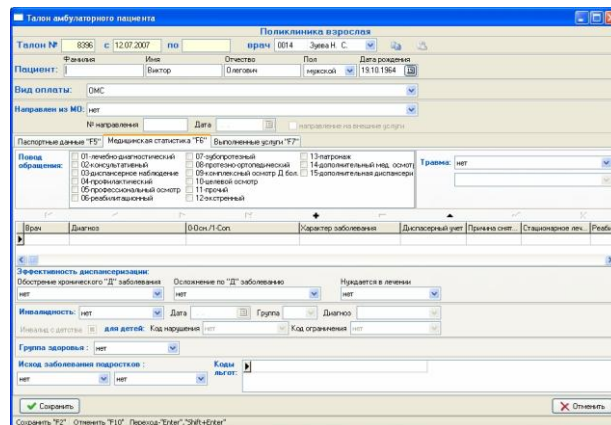 Талон амбулаторного пациента
Поликлиника взрослая
Талон № 8396 с 12.07.2007 по врач 0014 Зуева Н. С.
Фамилия Имя Отчество Пол Дата рождения
Пациент: Виктор Олегович мужской 19.10.1964
Вид оплаты: ОМС
Направлен из МО: нет
№ направления Дата направление на внешние услуги
Паспортные данные "F5" Медицинская статистика "F6" Выполненные услуги "F7"
Повод обращения:
01-лечебно-диагностический 07-зубопротезный 13-патронаж
02-консультативный 08-протезно-ортопедический 14-дополнительный мед. осмотр
03-диспансерное наблюдение 09-комплексный осмотр Д бол. 15-дополнительная диспансери
04-профилактический 10-целевой осмотр
05-профессиональный осмотр 11-прочий
06-реабилитационный 12-экстренный
Травма: нет
Врач Диагноз 0-Осн./1-Соп. Характер заболевания Диспасерный учет Причина снят... Стационарное леч... Реаби
Эффективность диспансеризации:
Обострение хронического "Д" заболевания Осложнение по "Д" заболеванию Нуждается в лечении
нет нет нет
Инвалидность: нет Дата Группа Диагноз
Инвалид с детства для детей: Код нарушения нет Код ограничения нет
Группа здоровья: нет
Исход заболевания подростков : Коды льгот:
нет нет
Сохранить Отменить
Сохранить "F2" Отменить "F10" Переход-"Enter","Shift+Enter"